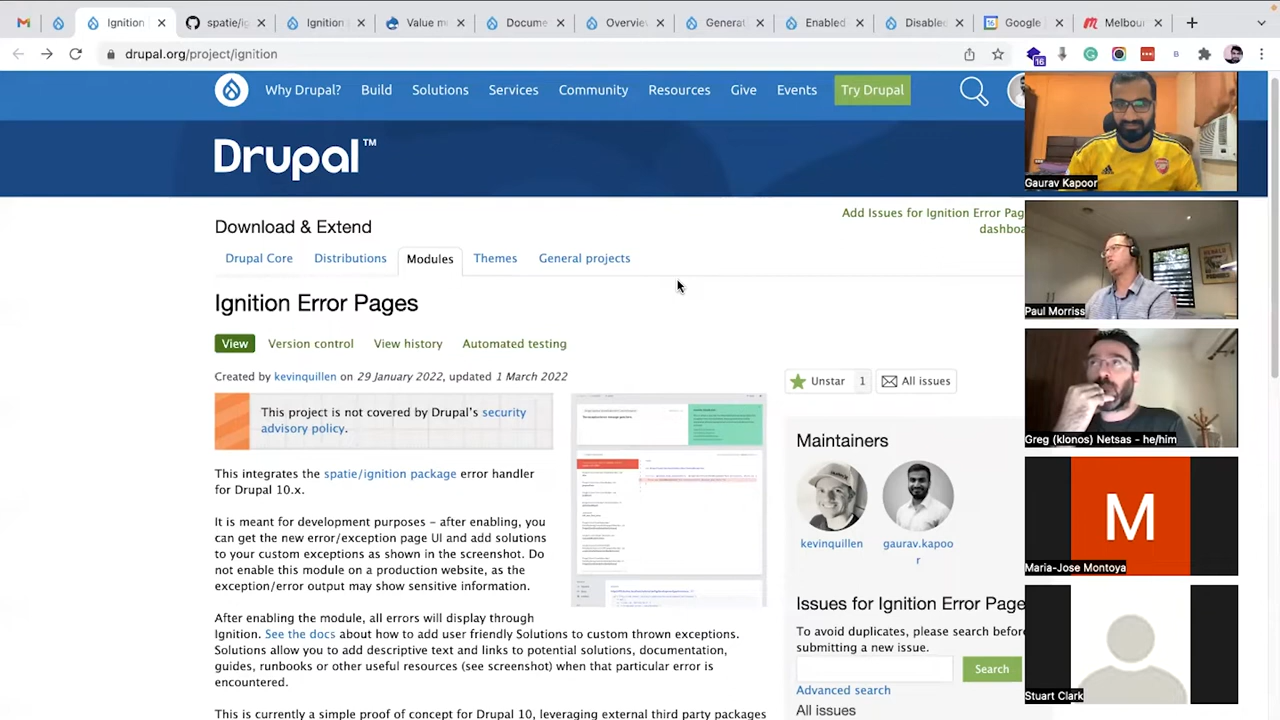 Ignition
spatie/ig
Ignition
Value m
Docume
Overvie
Generat
Enabled
Disabled
Google
Melbou
drupal.org/project/ignition
16
Why Drupal?
Build
Solutions
Services
Community
Resources
Give
Events
Try Drupal
Drupal™
Gaurav Kapoor
Download & Extend
Add Issues for Ignition Error Pag
dashboa
Drupal Core
Distributions
Modules
Themes
General projects
Ignition Error Pages
Paul Morriss
View
Version control
View history
Automated testing
Created by kevinquillen on 29 January 2022, updated 1 March 2022
Unstar 1
All issues
This project is not covered by Drupal's security
advisory policy.
Maintainers
Greg (klonos) Netsas - he/him
This integrates the spatie/ignition package error handler
for Drupal 10.x.
It is meant for development purposes – after enabling, you
can get the new error/exception page UI and add solutions
to your custom exceptions as shown in the screenshot. Do
not enable this module on a production website, as the
exception/error output may show sensitive information.
kevinquillen
gaurav.kapoo
r
M
Maria-Jose Montoya
After enabling the module, all errors will display through
Ignition. See the docs about how to add user friendly Solutions to custom thrown exceptions.
Solutions allow you to add descriptive text and links to potential solutions, documentation,
guides, runbooks or other useful resources (see screenshot) when that particular error is
encountered.
This is currently a simple proof of concept for Drupal 10, leveraging external third party packages
Issues for Ignition Error Page
To avoid duplicates, please search before
submitting a new issue.
Search
Advanced search
All issues
Stuart Clark